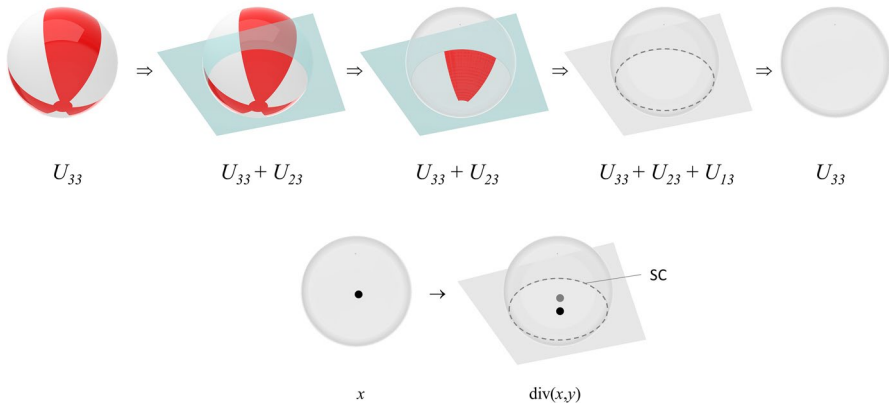 ⇒ ⇒ ⇒ ⇒
U33 U33 + U23 U33 + U23 U33 + U23 + U13 U33
SC
→
x div(x,y)